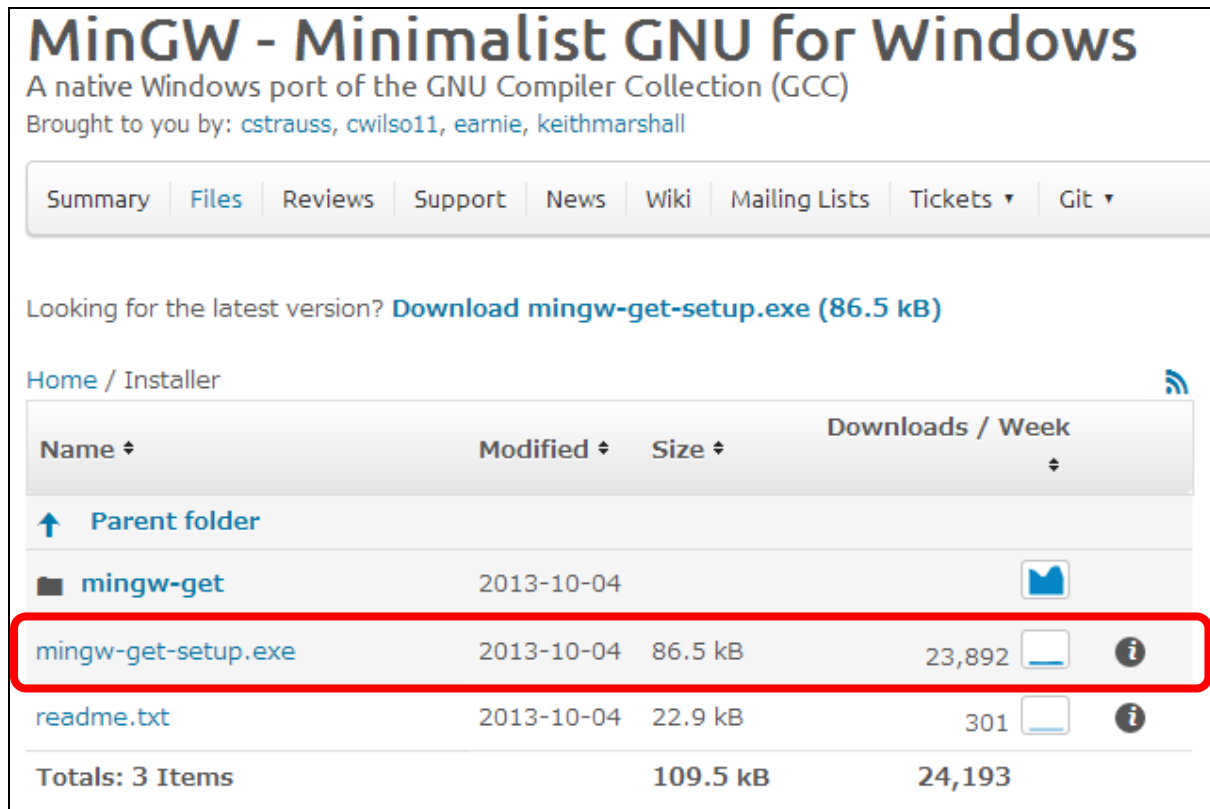 MinGW - Minimalist GNU for Windows
A native Windows port of the GNU Compiler Collection (GCC)
Brought to you by: cstrauss, cwilso11, earnie, keithmarshall
Summary Files Reviews Support News Wiki Mailing Lists Tickets ▾ Git ▾
Looking for the latest version? Download mingw-get-setup.exe (86.5 kB)
Home / Installer
Name Modified Size Downloads / Week
Parent folder
mingw-get 2013-10-04
mingw-get-setup.exe 2013-10-04 86.5 kB 23,892
readme.txt 2013-10-04 22.9 kB 301
Totals: 3 Items 109.5 kB 24,193